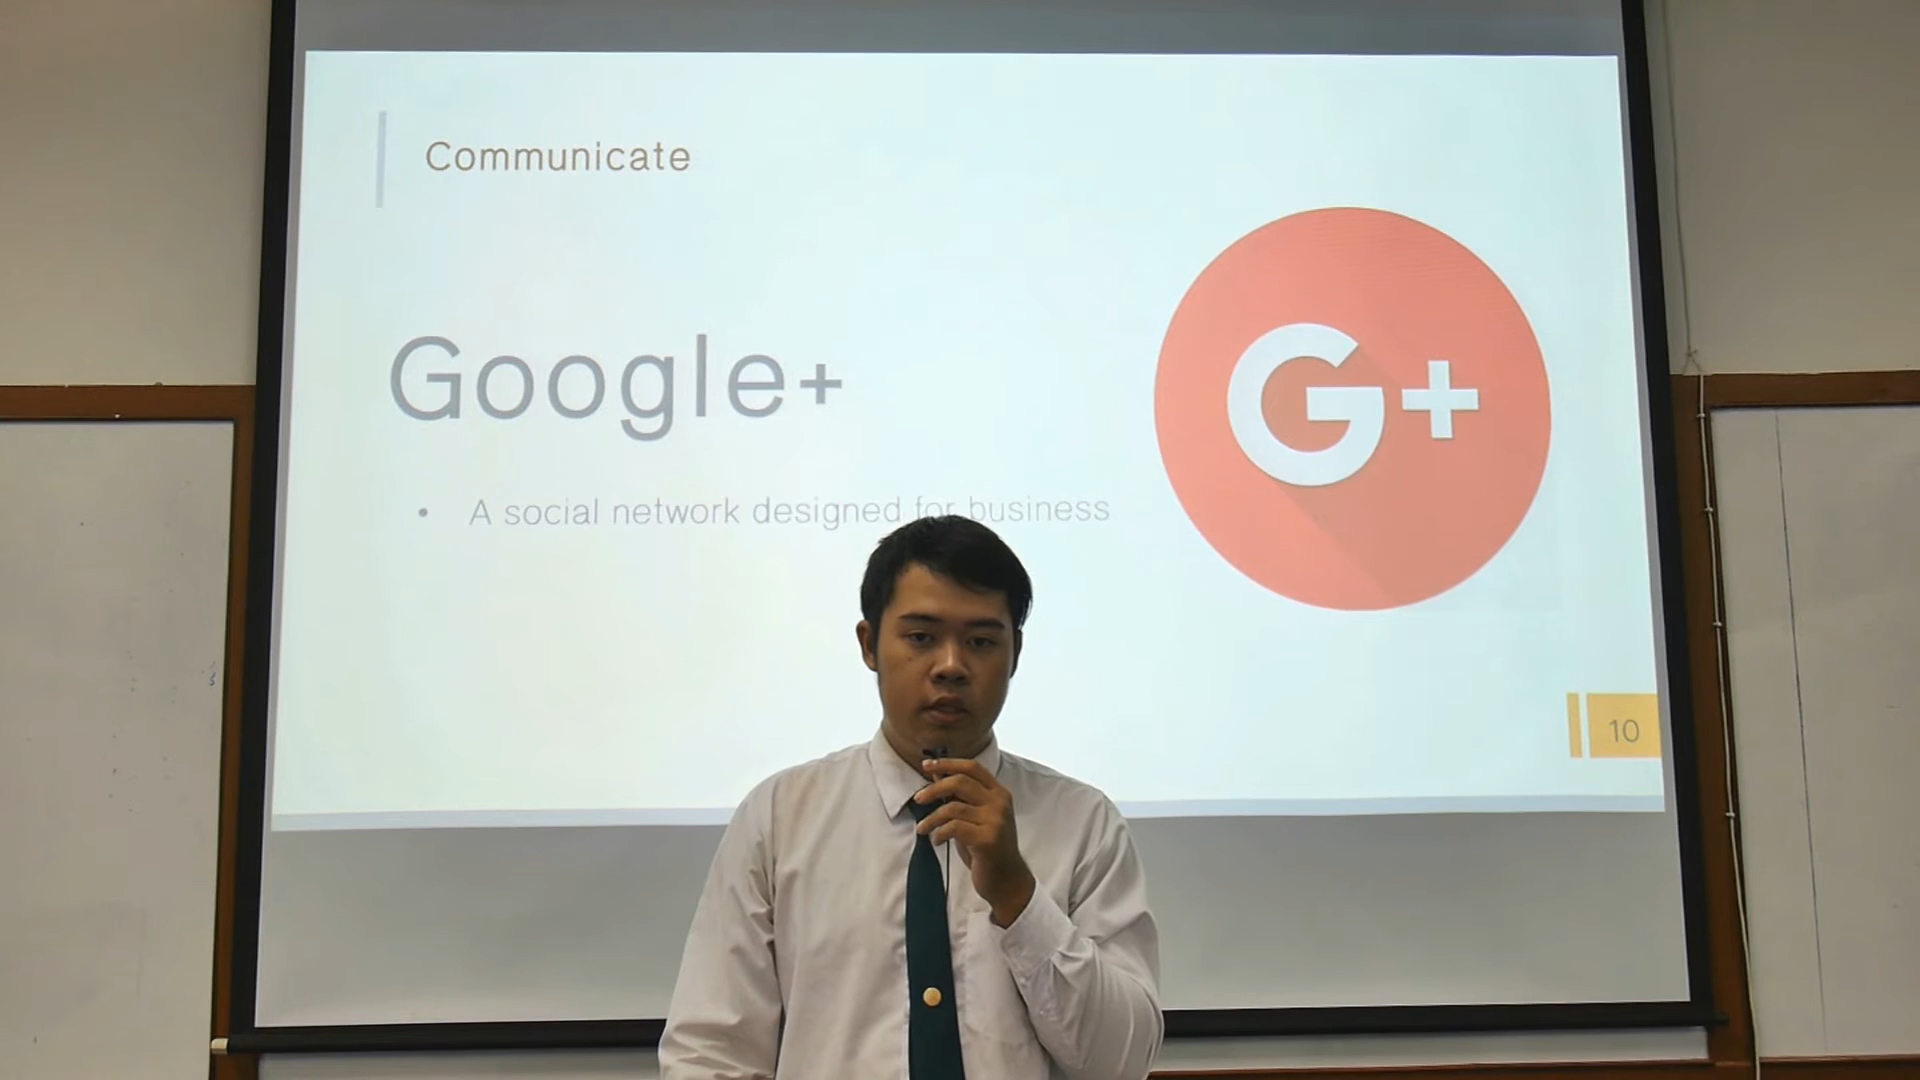 Communicate
Google+
• A social network designed for business
G+
10